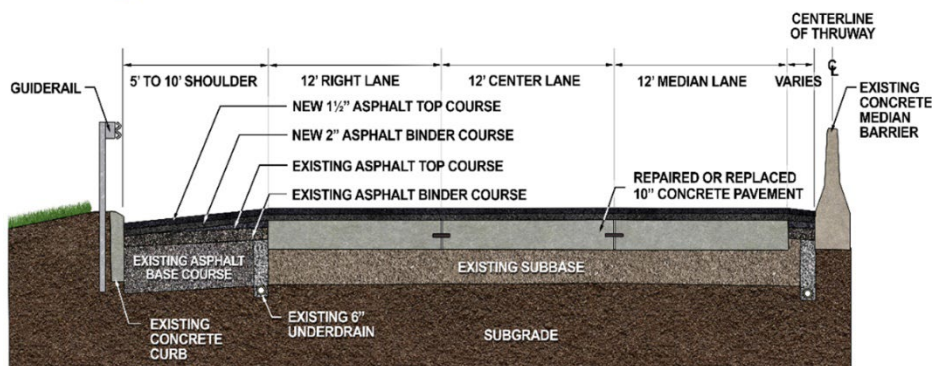 CENTERLINE
OF THRUWAY
5' TO 10' SHOULDER
12' RIGHT LANE
12' CENTER LANE
12' MEDIAN LANE
VARIES
℄
GUIDERAIL
NEW 1½" ASPHALT TOP COURSE
NEW 2" ASPHALT BINDER COURSE
EXISTING ASPHALT TOP COURSE
EXISTING ASPHALT BINDER COURSE
EXISTING
CONCRETE
MEDIAN
BARRIER
REPAIRED OR REPLACED
10" CONCRETE PAVEMENT
EXISTING ASPHALT
BASE COURSE
EXISTING SUBBASE
EXISTING
CONCRETE
CURB
EXISTING 6"
UNDERDRAIN
SUBGRADE